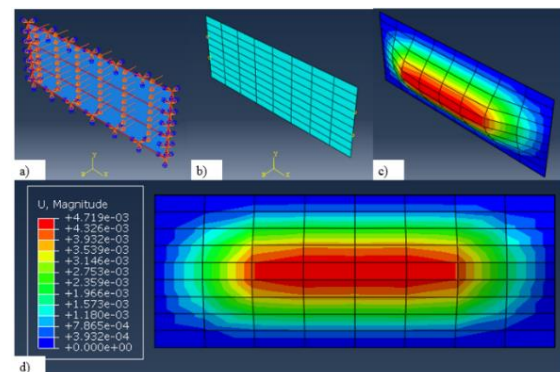 a)
b)
c)
U, Magnitude
+4.719e-03
+4.326e-03
+3.932e-03
+3.539e-03
+3.146e-03
+2.753e-03
+2.359e-03
+1.966e-03
+1.573e-03
+1.180e-03
+7.865e-04
+3.932e-04
+0.000e+00
d)